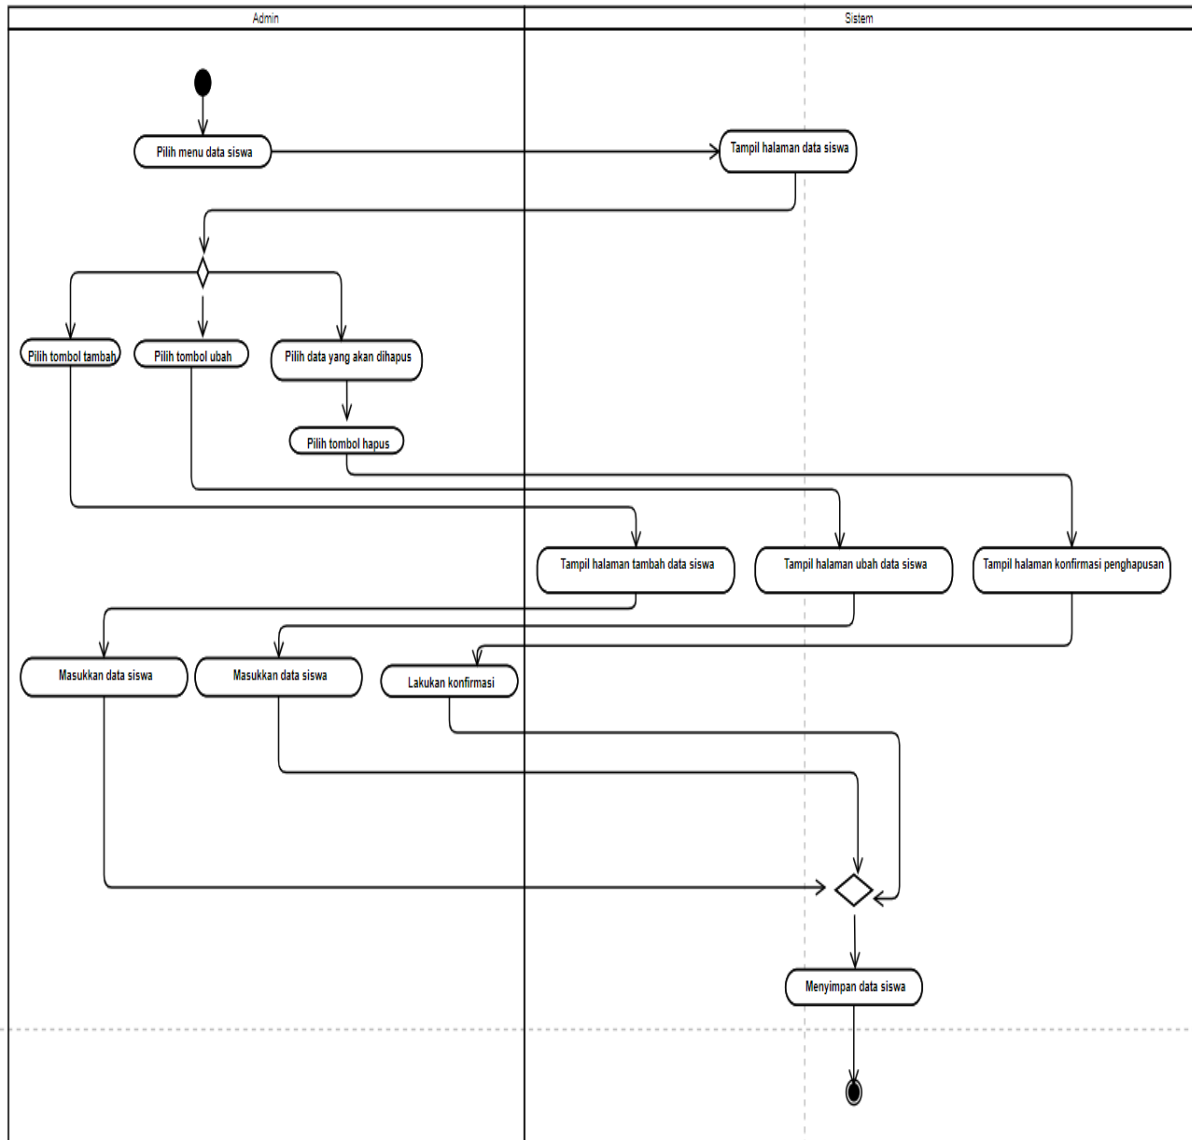 Admin
Sistem
Pilih menu data siswa
Tampil halaman data siswa
Pilih tombol tambah
Pilih tombol ubah
Pilih data yang akan dihapus
Pilih tombol hapus
Tampil halaman tambah data siswa
Tampil halaman ubah data siswa
Tampil halaman konfirmasi penghapusan
Masukkan data siswa
Masukkan data siswa
Lakukan konfirmasi
Menyimpan data siswa